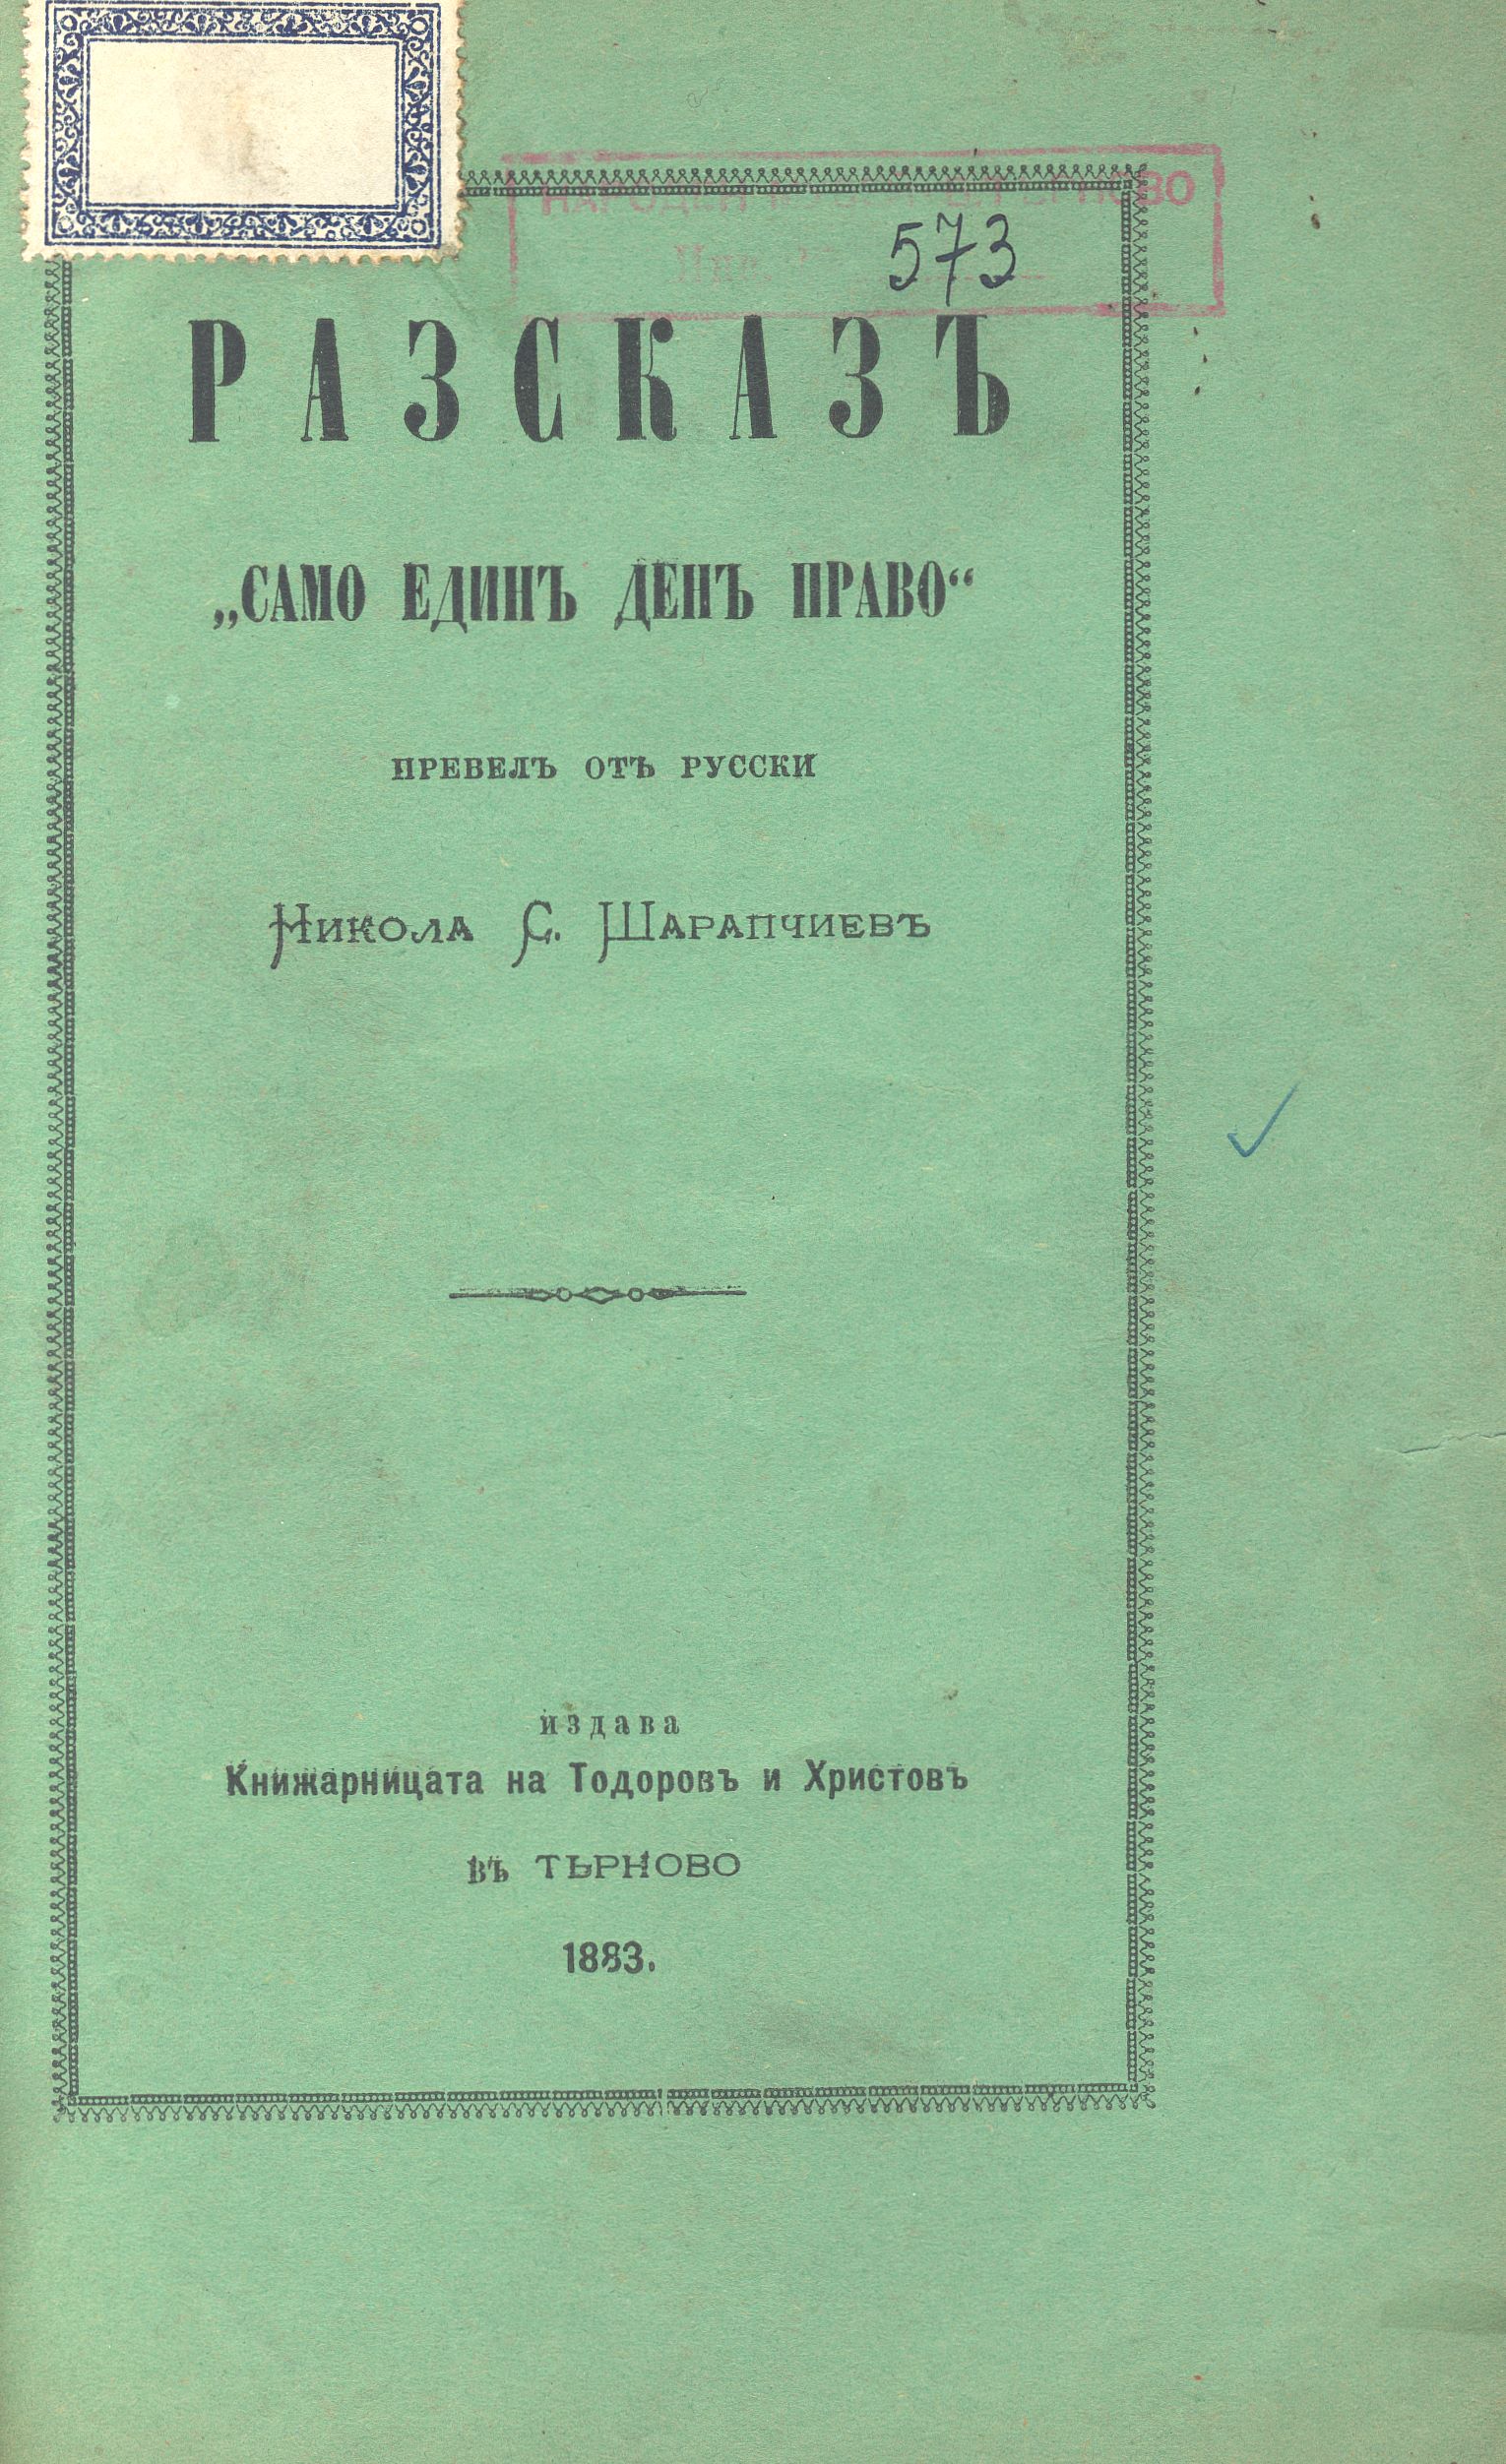 573
РАЗСКАЗЪ
„САМО ЕДИНЪ ДЕНЪ ПРАВО“
ПРЕВЕЛЪ ОТЪ РУССКИ
НИКОЛА С. ШАРАПЧИЕВЪ
издава
Книжарницата на Тодоровъ и Христовъ
въ ТЪРНОВО
1883.